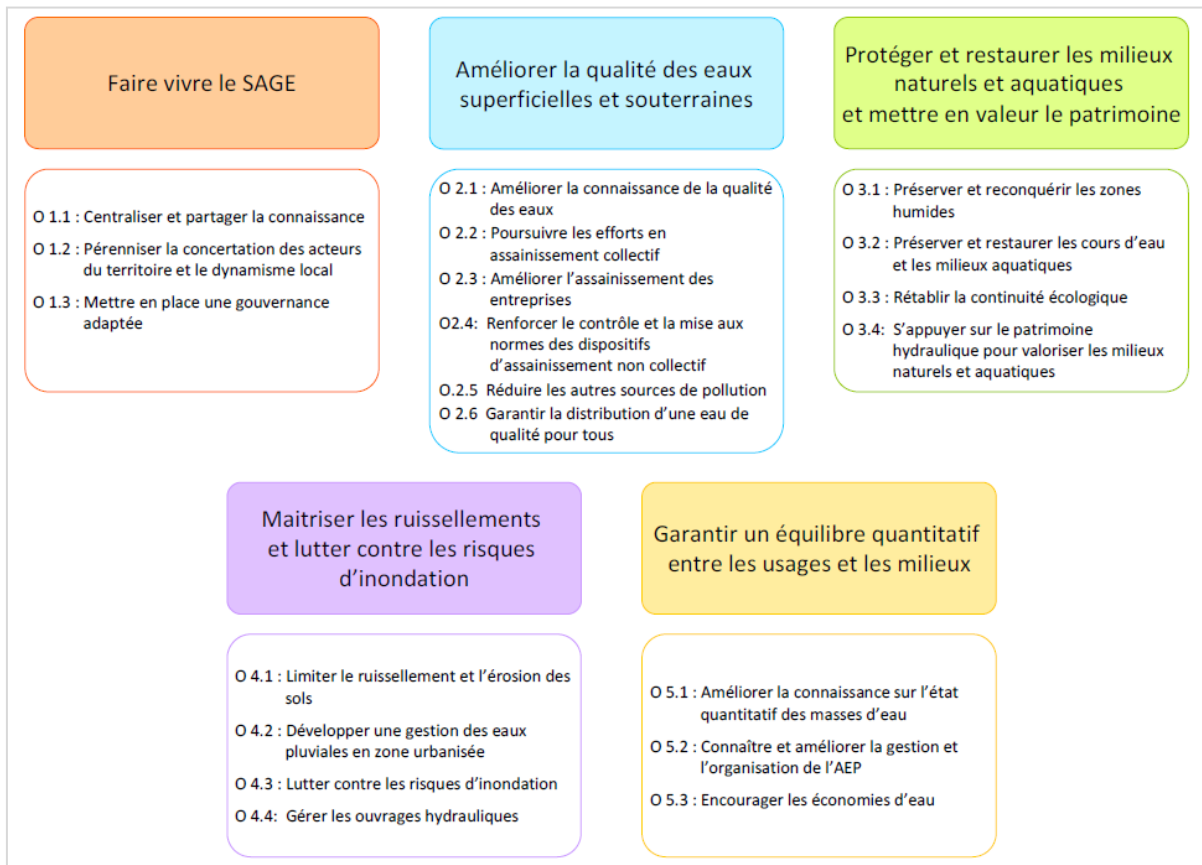 Faire vivre le SAGE
O 1.1 : Centraliser et partager la connaissance
O 1.2 : Pérenniser la concertation des acteurs
du territoire et le dynamisme local
O 1.3 : Mettre en place une gouvernance
adaptée
Améliorer la qualité des eaux
superficielles et souterraines
O 2.1 : Améliorer la connaissance de la qualité
des eaux
O 2.2 : Poursuivre les efforts en
assainissement collectif
O 2.3 : Améliorer l’assainissement des
entreprises
O2.4: Renforcer le contrôle et la mise aux
normes des dispositifs
d’assainissement non collectif
O.2.5 Réduire les autres sources de pollution
O 2.6 Garantir la distribution d’une eau de
qualité pour tous
Protéger et restaurer les milieux
naturels et aquatiques
et mettre en valeur le patrimoine
O 3.1 : Préserver et reconquérir les zones
humides
O 3.2 : Préserver et restaurer les cours d’eau
et les milieux aquatiques
O 3.3 : Rétablir la continuité écologique
O 3.4: S’appuyer sur le patrimoine
hydraulique pour valoriser les milieux
naturels et aquatiques
Maitriser les ruissellements
et lutter contre les risques
d’inondation
O 4.1 : Limiter le ruissellement et l’érosion des
sols
O 4.2 : Développer une gestion des eaux
pluviales en zone urbanisée
O 4.3 : Lutter contre les risques d’inondation
O 4.4: Gérer les ouvrages hydrauliques
Garantir un équilibre quantitatif
entre les usages et les milieux
O 5.1 : Améliorer la connaissance sur l’état
quantitatif des masses d’eau
O 5.2 : Connaître et améliorer la gestion et
l’organisation de l’AEP
O 5.3 : Encourager les économies d’eau